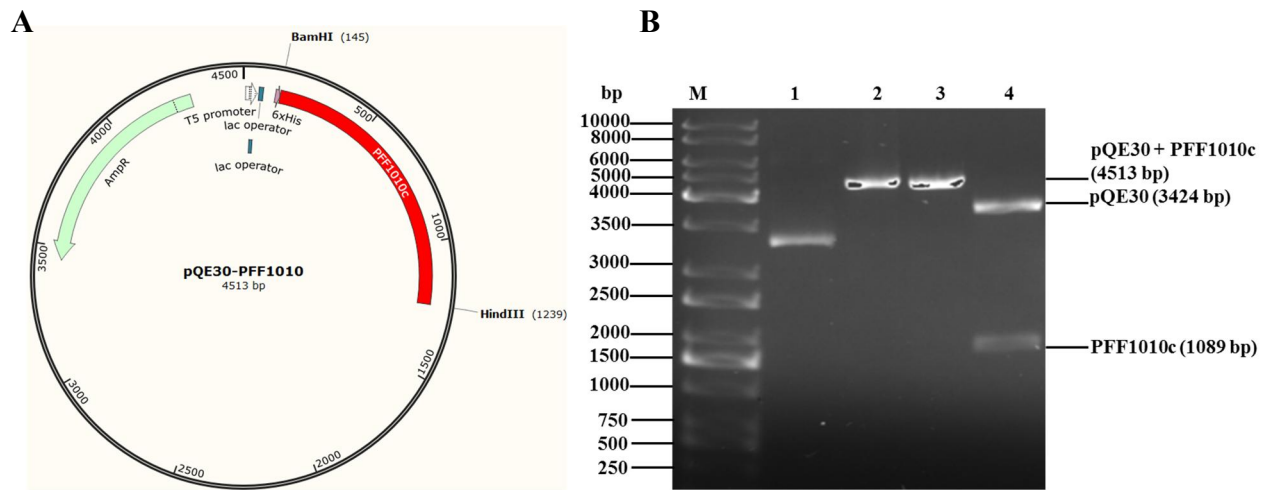 A
BamHI (145)
4500
T5 promoter
lac operator
6xHis
lac operator
500
PFF1010c
1000
HindIII (1239)
1500
2000
2500
3000
3500
4000
AmpR
pQE30-PFF1010
4513 bp
B
bp M 1 2 3 4
10000
8000
6000
5000
4000
3500
3000
2500
2000
1500
1000
750
500
250
pQE30 + PFF1010c
(4513 bp)
pQE30 (3424 bp)
PFF1010c (1089 bp)